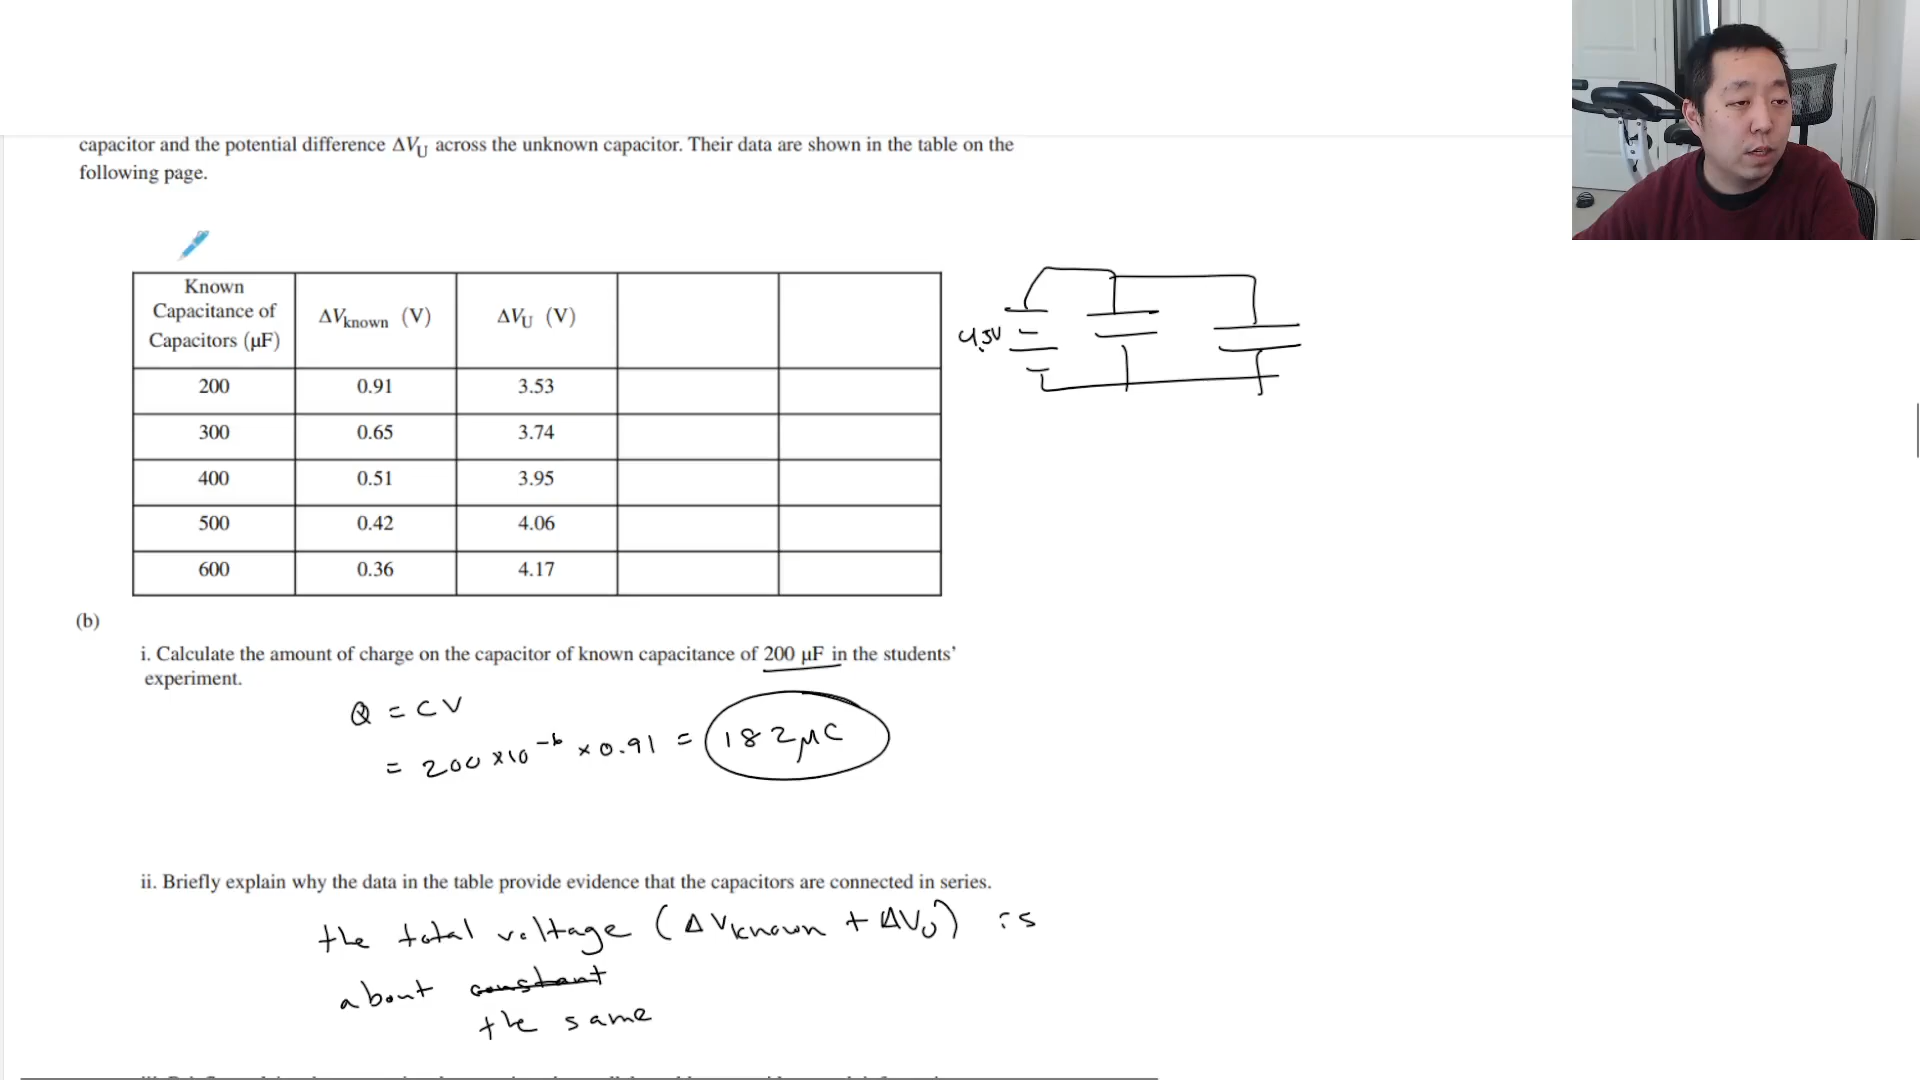 capacitor and the potential difference ΔVU across the unknown capacitor. Their data are shown in the table on the
following page.
Known
Capacitance of
Capacitors (μF)
ΔVknown (V)
ΔVU (V)
200 0.91 3.53
300 0.65 3.74
400 0.51 3.95
500 0.42 4.06
600 0.36 4.17
4.5V
(b)
i. Calculate the amount of charge on the capacitor of known capacitance of 200 μF in the students’
experiment.
Q = CV
= 200 x10^-6 x 0.91 = 182μC
ii. Briefly explain why the data in the table provide evidence that the capacitors are connected in series.
the total voltage (ΔVknown + ΔVU) is
about constant
the same